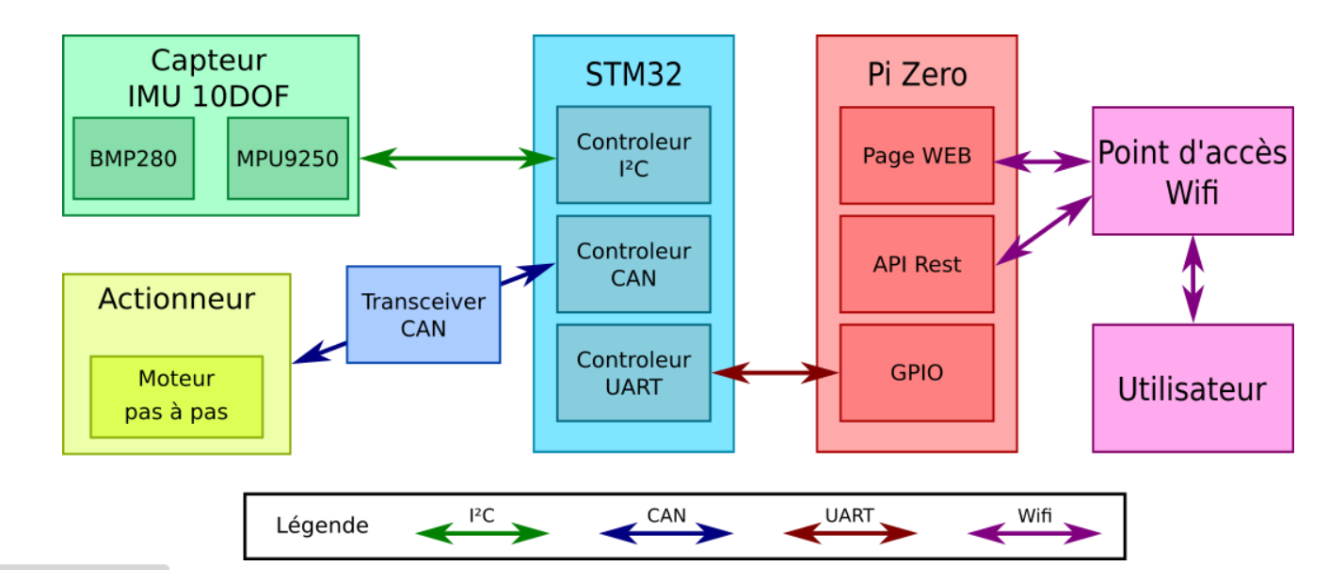 Capteur
IMU 10DOF
BMP280
MPU9250
STM32
Controleur
I²C
Controleur
CAN
Controleur
UART
Pi Zero
Page WEB
API Rest
GPIO
Point d'accès
Wifi
Utilisateur
Actionneur
Moteur
pas à pas
Transceiver
CAN
Légende
I²C
CAN
UART
Wifi